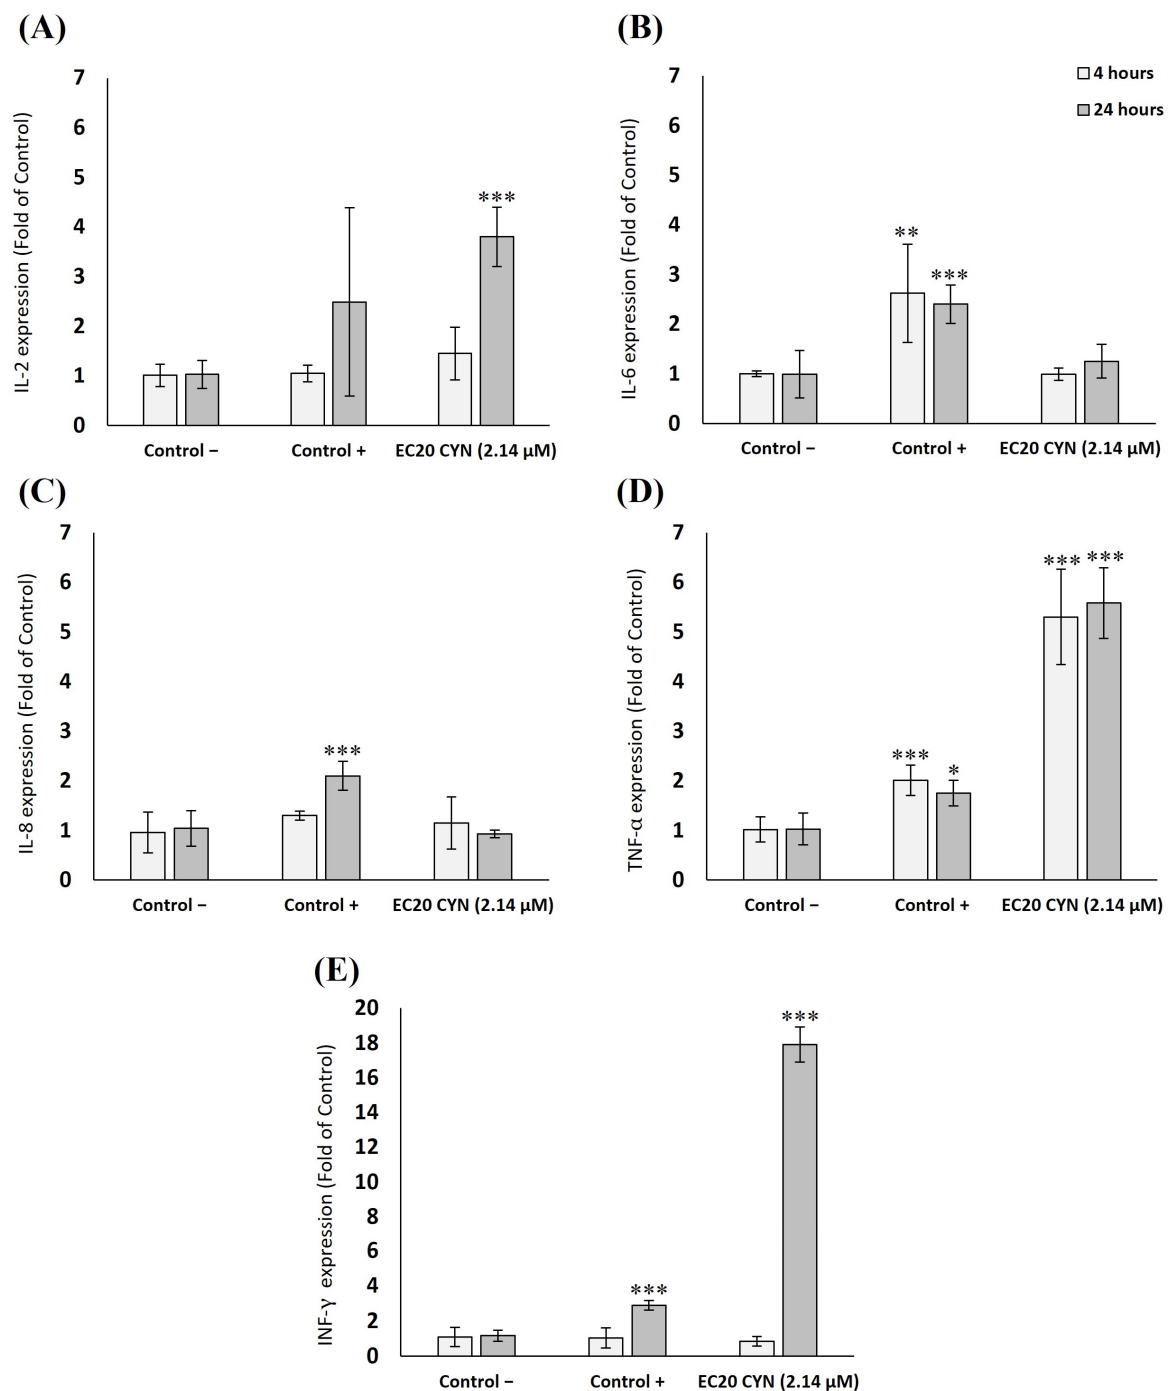 (A)
IL-2 expression (Fold of Control)
7
6
5
4
3
2
1
0
***
Control −
Control +
EC20 CYN (2.14 µM)
(B)
4 hours
24 hours
IL-6 expression (Fold of Control)
7
6
5
4
3
2
1
0
**
***
Control −
Control +
EC20 CYN (2.14 µM)
(C)
IL-8 expression (Fold of Control)
7
6
5
4
3
2
1
0
***
Control −
Control +
EC20 CYN (2.14 µM)
(D)
TNF-α expression (Fold of Control)
7
6
5
4
3
2
1
0
***
*
***
***
Control −
Control +
EC20 CYN (2.14 µM)
(E)
INF-γ expression (Fold of Control)
20
18
16
14
12
10
8
6
4
2
0
***
***
Control −
Control +
EC20 CYN (2.14 µM)